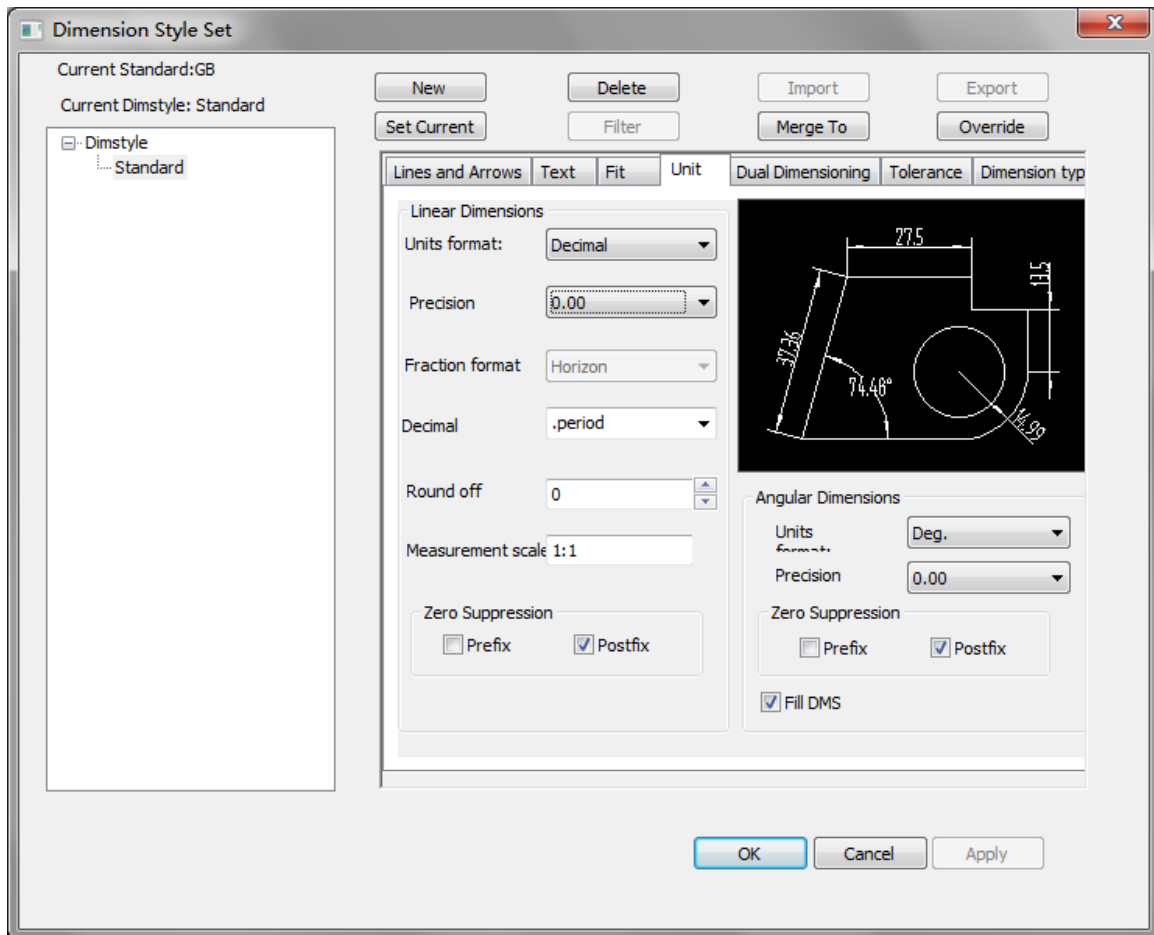 Dimension Style Set
Current Standard:GB
Current Dimstyle: Standard
Dimstyle
Standard
New Delete Import Export
Set Current Filter Merge To Override
Lines and Arrows Text Fit Unit Dual Dimensioning Tolerance Dimension typ
Linear Dimensions
Units format: Decimal
Precision 0.00
Fraction format Horizon
Decimal .period
Round off 0
Measurement scale 1:1
Zero Suppression
Prefix Postfix
27.5
13.5
37.36
74.46°
14.99
Angular Dimensions
Units format: Deg.
Precision 0.00
Zero Suppression
Prefix Postfix
Fill DMS
OK Cancel Apply